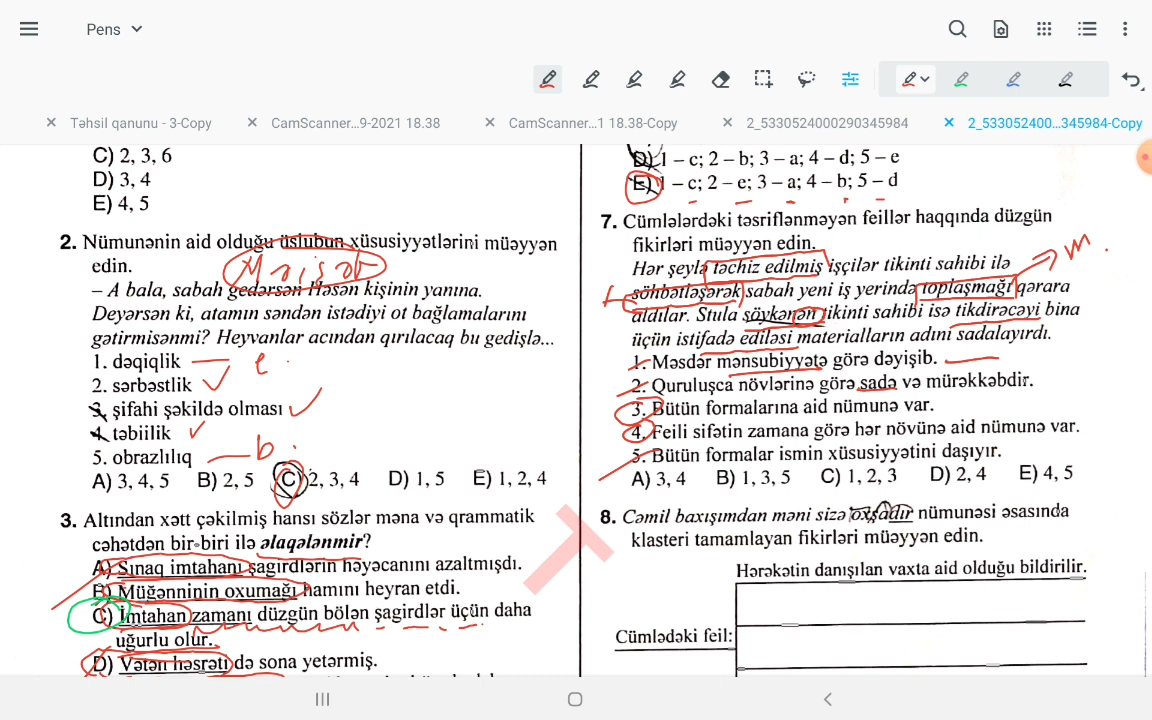 Pens
Təhsil qanunu - 3-Copy
CamScanner...9-2021 18.38
CamScanner...1 18.38-Copy
2_5330524000290345984
2_533052400...345984-Copy
C) 2, 3, 6
D) 3, 4
E) 4, 5
2. Nümunənin aid olduğu üslubun xüsusiyyətlərini müəyyən
edin.
Məişət
– A bala, sabah gedərsən Həsən kişinin yanına.
Deyərsən ki, atamın səndən istədiyi ot bağlamalarını
gətirmisənmi? Heyvanlar acından qırılacaq bu gedişlə...
1. dəqiqlik e.
2. sərbəstlik
3. şifahi şəkildə olması
4. təbiilik
5. obrazlılıq b.
A) 3, 4, 5 B) 2, 5 C) 2, 3, 4 D) 1, 5 E) 1, 2, 4
3. Altından xətt çəkilmiş hansı sözlər məna və qrammatik
cəhətdən bir-biri ilə əlaqələnmir?
A) Sınaq imtahanı şagirdlərin həyəcanını azaltmışdı.
B) Müğənninin oxumağı hamını heyran etdi.
C) İmtahan zamanı düzgün bölən şagirdlər üçün daha
uğurlu olur.
D) Vətən həsrəti də sona yetərmiş.
D) 1 – c; 2 – b; 3 – a; 4 – d; 5 – e
E) 1 – c; 2 – e; 3 – a; 4 – b; 5 – d
7. Cümlələrdəki təsriflənməyən feillər haqqında düzgün
fikirləri müəyyən edin.
m.
Hər şeylə təchiz edilmiş işçilər tikinti sahibi ilə
söhbətləşərək sabah yeni iş yerində toplaşmağı qərara
aldılar. Stula söykənən tikinti sahibi isə tikdirəcəyi bina
üçün istifadə ediləsi materialların adını sadalayırdı.
1. Məsdər mənsubiyyətə görə dəyişib.
2. Quruluşca növlərinə görə sadə və mürəkkəbdir.
3. Bütün formalarına aid nümunə var.
4. Feili sifətin zamana görə hər növünə aid nümunə var.
5. Bütün formalar ismin xüsusiyyətini daşıyır.
A) 3, 4 B) 1, 3, 5 C) 1, 2, 3 D) 2, 4 E) 4, 5
8. Cəmil baxışımdan məni sizə oxşadır nümunəsi əsasında
klasteri tamamlayan fikirləri müəyyən edin.
Hərəkətin danışılan vaxta aid olduğu bildirilir.
Cümlədəki feil: